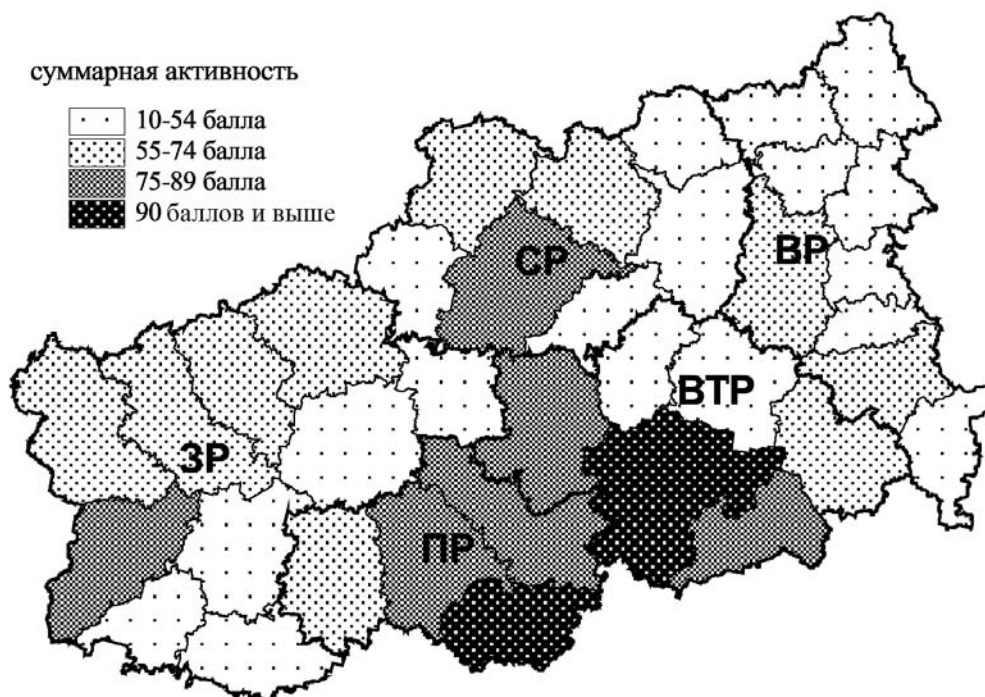 суммарная активность
10-54 балла
55-74 балла
75-89 балла
90 баллов и выше
СР
ВР
ВТР
ЗР
ПР